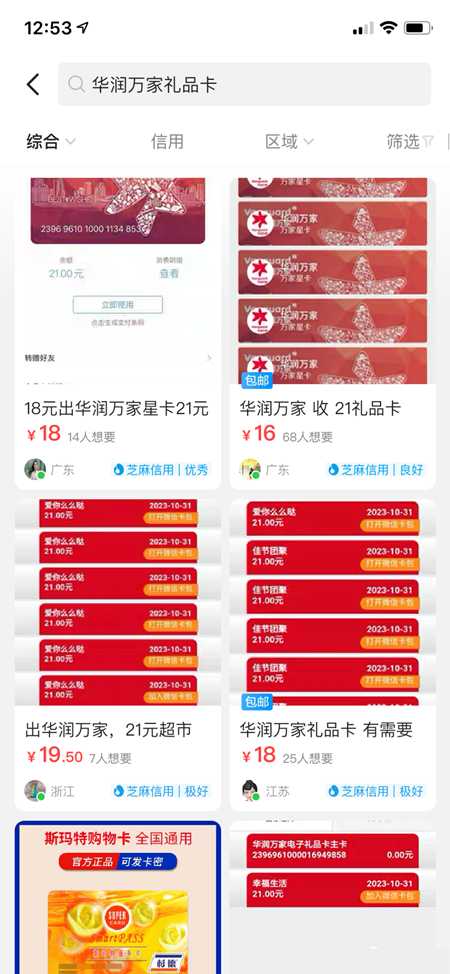 12:53
华润万家礼品卡
综合
信用
区域
筛选
2396 9610 1000 1134 853
余额
消费明细
21.00元
查看
立即使用
点击生成支付条码
转赠好友
18元出华润万家星卡21元
¥18 14人想要
广东
芝麻信用 | 优秀
Vanguard
华润万家
万家星卡
华润万家
万家星卡
华润万家
万家星卡
华润万家
万家星卡
包邮
华润万家 收 21礼品卡
¥16 68人想要
广东
芝麻信用 | 良好
爱你么么哒 2023-10-31
21.00元 打开微信卡包
爱你么么哒 2023-10-31
21.00元 打开微信卡包
爱你么么哒 2023-10-31
21.00元 打开微信卡包
爱你么么哒 2023-10-31
21.00元 打开微信卡包
爱你么么哒 2023-10-31
21.00元 打开微信卡包
爱你么么哒 2023-10-31
21.00元 加入微信卡包
出华润万家，21元超市
¥19.50 7人想要
浙江
芝麻信用 | 极好
爱你么么哒 2023-10-31
21.00元 打开微信卡包
佳节团聚 2023-10-31
21.00元 打开微信卡包
佳节团聚 2023-10-31
21.00元 打开微信卡包
佳节团聚 2023-10-31
21.00元 打开微信卡包
佳节团聚 2023-10-31
21.00元 打开微信卡包
包邮
华润万家礼品卡 有需要
¥18 25人想要
江苏
芝麻信用 | 极好
斯玛特购物卡 全国通用
官方正品 可发卡密
SUPER
SmartPASS
华润万家电子礼品卡主卡
2396961000016949858 0.00元
幸福生活 2023-10-31
21.00元 加入微信卡包